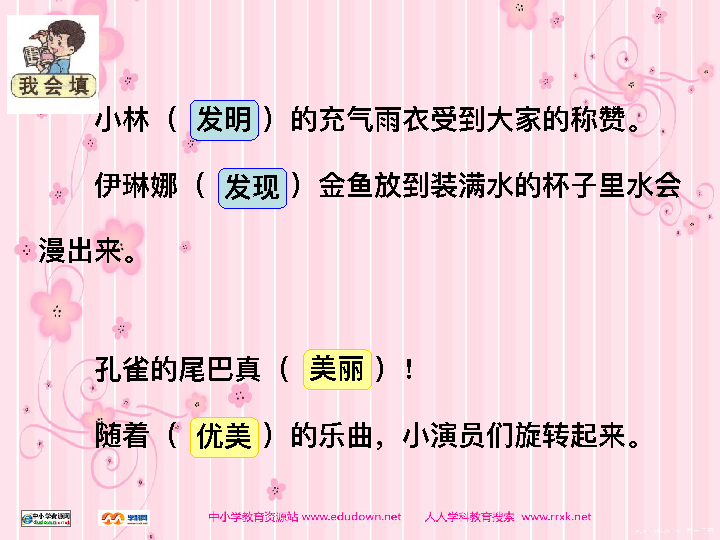 我会填
小林（ 发明 ）的充气雨衣受到大家的称赞。
伊琳娜（ 发现 ）金鱼放到装满水的杯子里水会
漫出来。
孔雀的尾巴真（ 美丽 ）！
随着（ 优美 ）的乐曲，小演员们旋转起来。
中小学教育资源站 www.edudown.net 人人学科教育搜索 www.rrxk.net